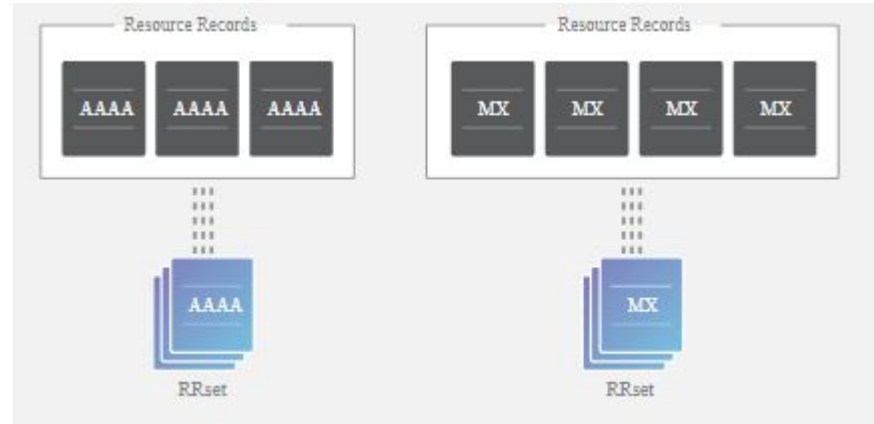 Resource Records
AAAA AAAA AAAA
AAAA
RRset
Resource Records
MX MX MX MX
MX
RRset